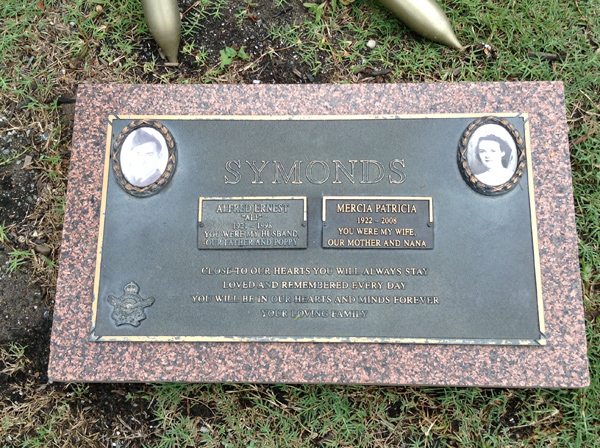 SYMONDS
ALFRED ERNEST
"ALF"
YOU WERE MY HUSBAND
OUR FATHER AND POPPY
MERCIA PATRICIA
1922 - 2008
YOU WERE MY WIFE,
OUR MOTHER AND NANA
CLOSE TO OUR HEARTS YOU WILL ALWAYS STAY
LOVED AND REMEMBERED EVERY DAY
YOU WILL BE IN OUR HEARTS AND MINDS FOREVER
YOUR LOVING FAMILY